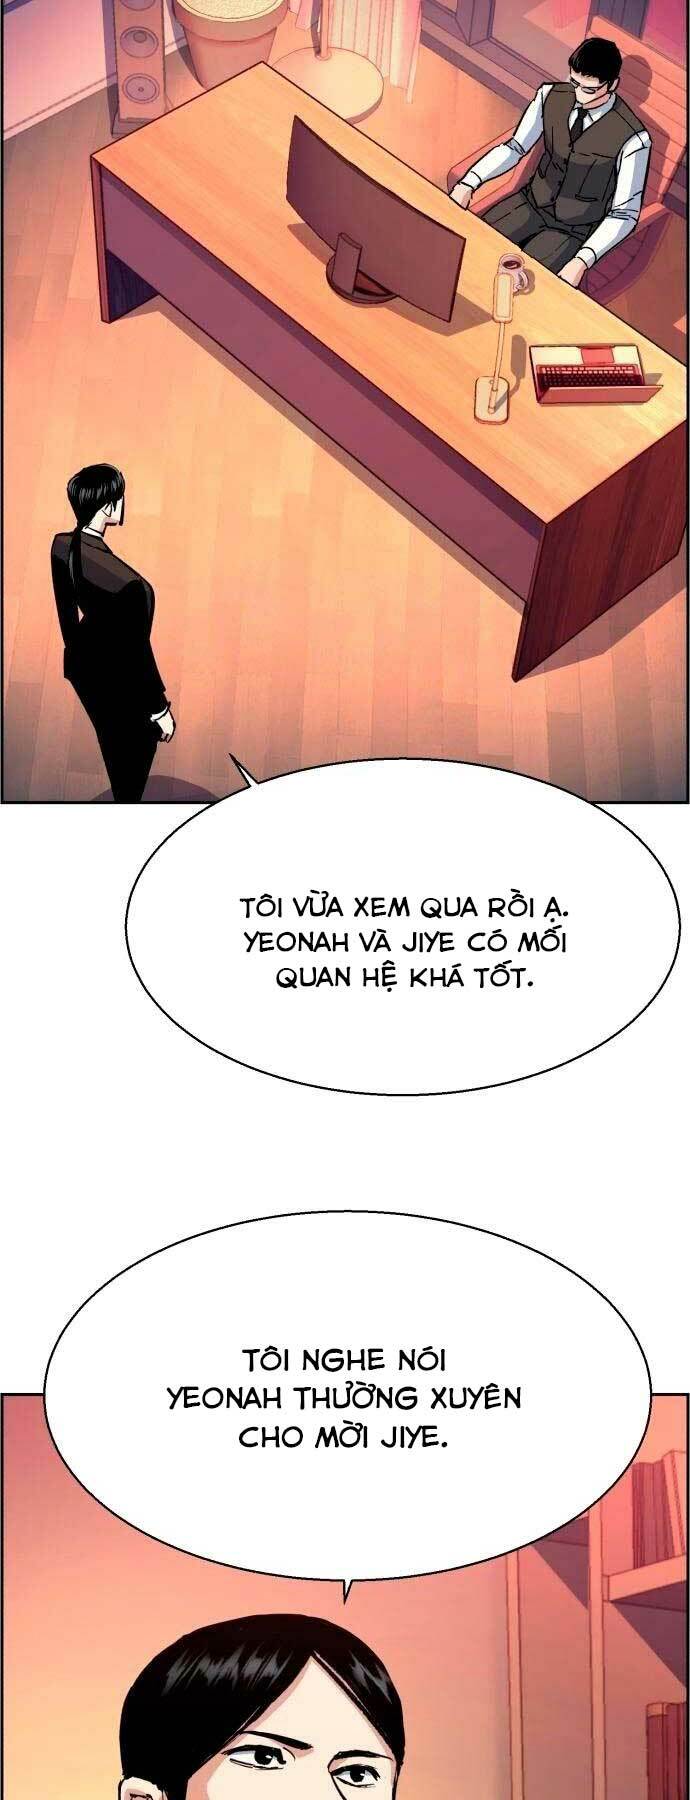 TÔI VỪA XEM QUA RỒI Ạ.
YEONAH VÀ JIYE CÓ MỐI
QUAN HỆ KHÁ TỐT.
TÔI NGHE NÓI
YEONAH THƯỜNG XUYÊN
CHO MỜI JIYE.